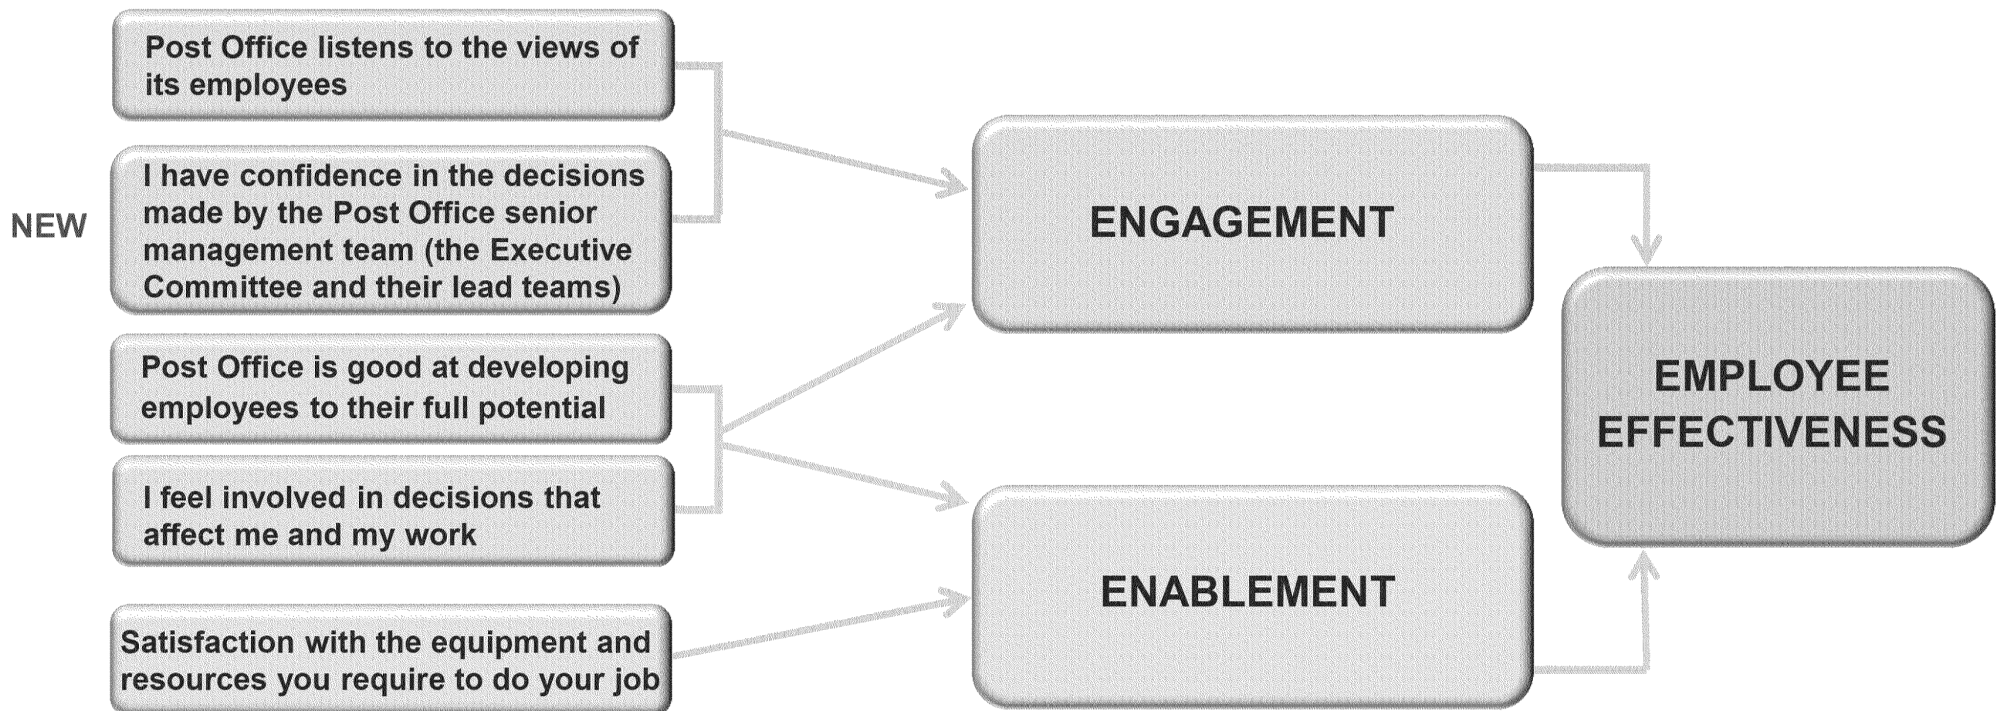 Post Office listens to the views of
its employees
NEW
I have confidence in the decisions
made by the Post Office senior
management team (the Executive
Committee and their lead teams)
Post Office is good at developing
employees to their full potential
I feel involved in decisions that
affect me and my work
Satisfaction with the equipment and
resources you require to do your job
ENGAGEMENT
ENABLEMENT
EMPLOYEE
EFFECTIVENESS